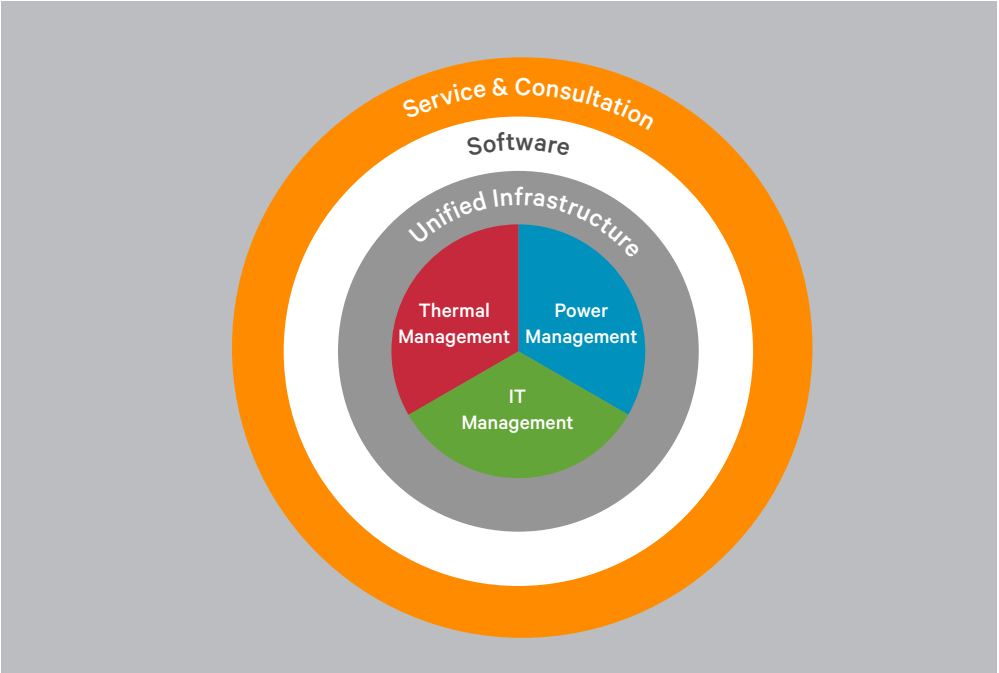 Service & Consultation
Software
Unified Infrastructure
Thermal
Management
Power
Management
IT
Management